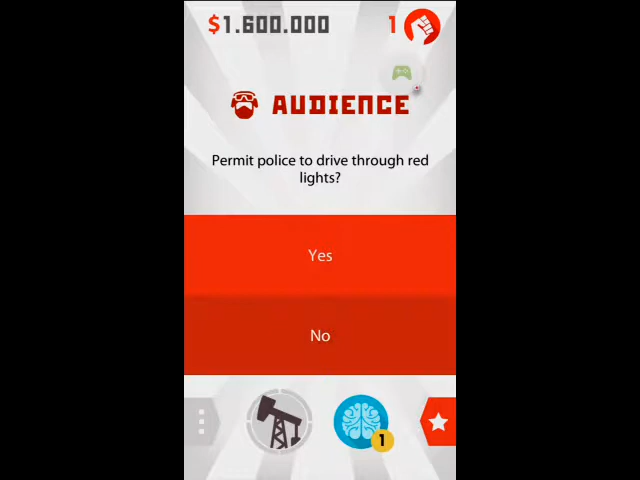 $1.600.000 1
AUDIENCE
Permit police to drive through red
lights?
Yes
No
1